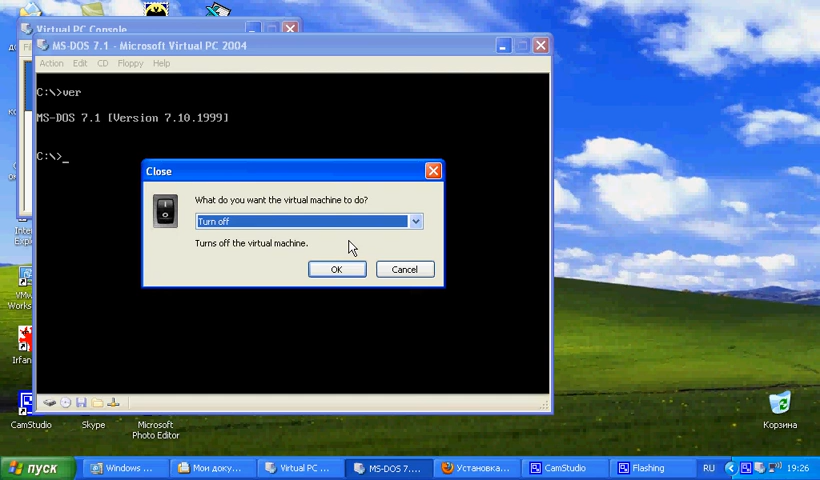 Virtual PC Console
MS-DOS 7.1 - Microsoft Virtual PC 2004
Action Edit CD Floppy Help
C:\>ver
MS-DOS 7.1 [Version 7.10.1999]
C:\>_
Close
What do you want the virtual machine to do?
Turn off
Turns off the virtual machine.
OK
Cancel
CamStudio
Skype
Microsoft
Photo Editor
Корзина
пуск
Windows ...
Мои доку...
Virtual PC ...
MS-DOS 7....
Установка...
CamStudio
Flashing
RU
19:26